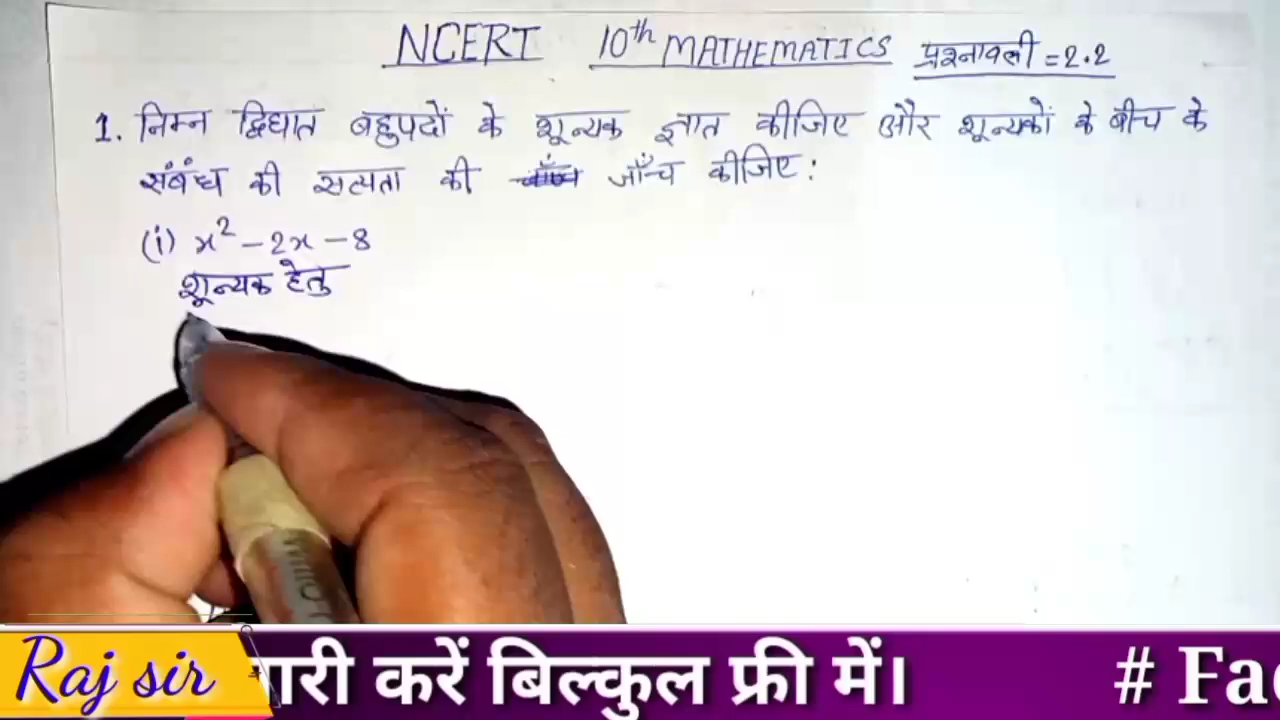 NCERT 10th MATHEMATICS प्रश्नावली = 2.2
1. निम्न द्विघात बहुपदों के शून्यक ज्ञात कीजिए और शून्यकों के बीच के
संबंध की सत्यता की जाँच कीजिए :
(i) x² - 2x - 8
शून्यक हेतु
Raj sir
ारी करें बिल्कुल फ्री में। # Fac